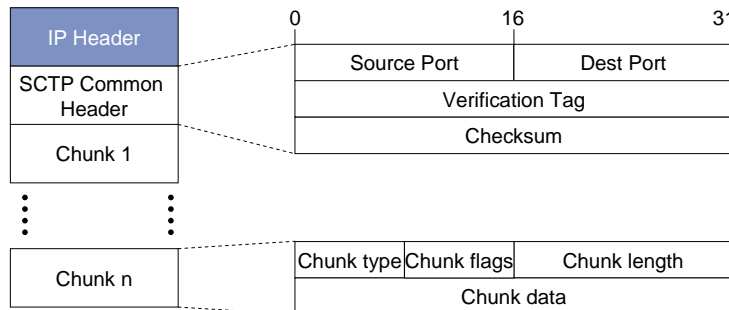 0 16 31
IP Header
Source Port Dest Port
SCTP Common
Header
Verification Tag
Checksum
Chunk 1
Chunk type Chunk flags Chunk length
Chunk n
Chunk data